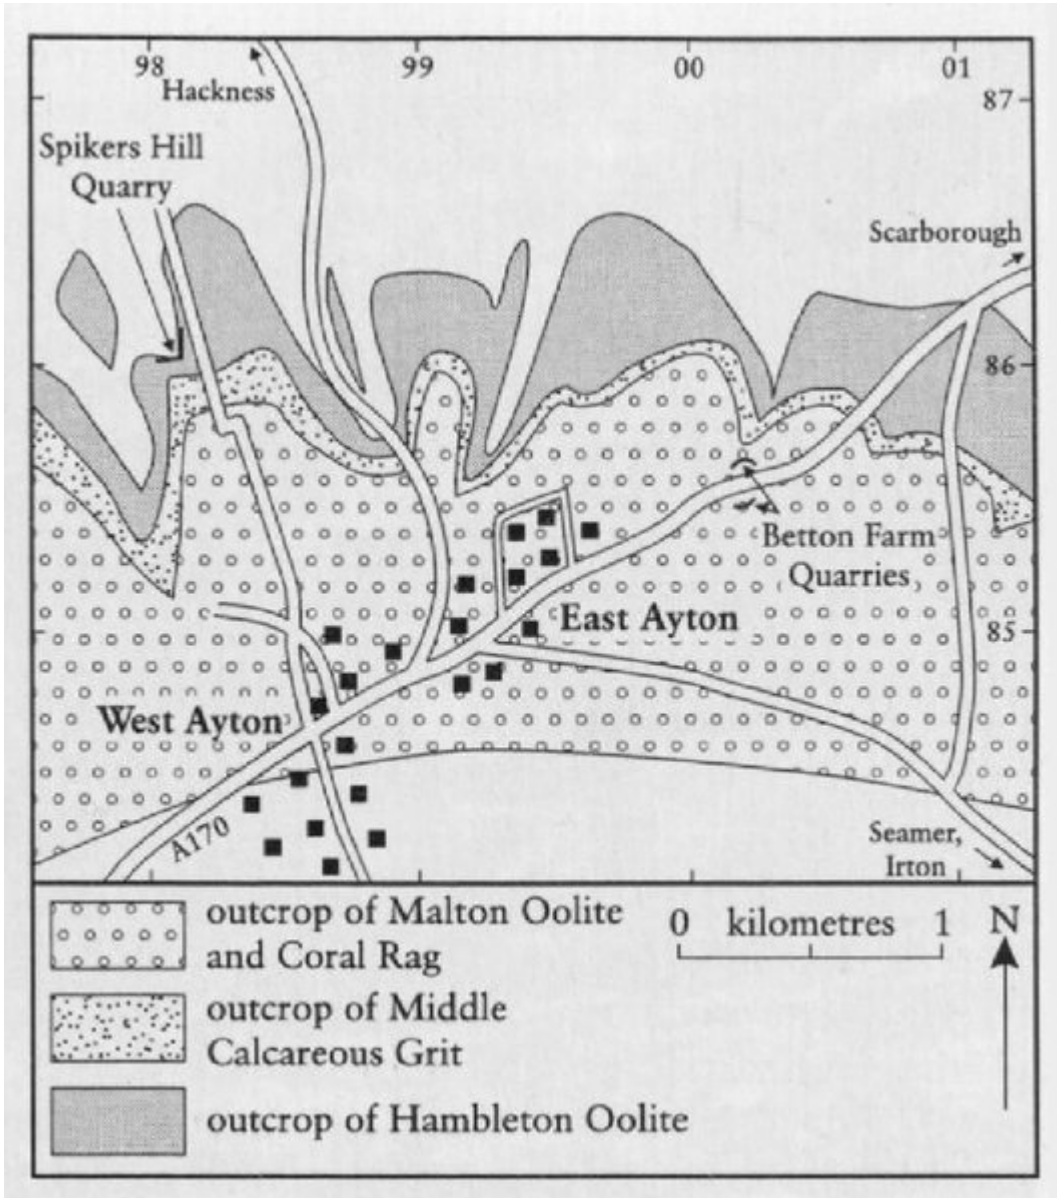 98
99
00
01
Hackness
87
Spikers Hill
Quarry
Scarborough
86
Betton Farm
Quarries
East Ayton
85
West Ayton
A170
Seamer,
Irton
outcrop of Malton Oolite
and Coral Rag
0 kilometres 1
N
outcrop of Middle
Calcareous Grit
outcrop of Hambleton Oolite